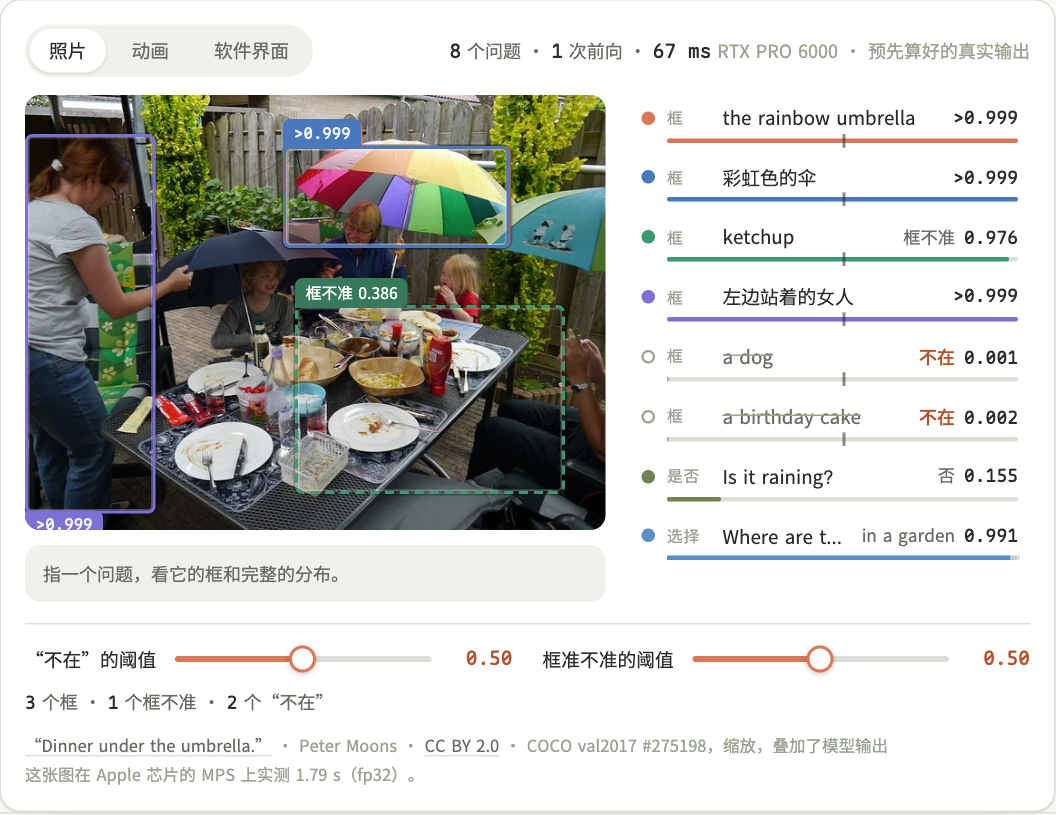 照片 动画 软件界面 8 个问题 · 1 次前向 · 67 ms RTX PRO 6000 · 预先算好的真实输出
>0.999
框不准 0.386
>0.999
框 the rainbow umbrella >0.999
框 彩虹色的伞 >0.999
框 ketchup 框不准 0.976
框 左边站着的女人 >0.999
框 a dog 不在 0.001
框 a birthday cake 不在 0.002
是否 Is it raining? 否 0.155
选择 Where are t... in a garden 0.991
指一个问题，看它的框和完整的分布。
“不在”的阈值 0.50 框准不准的阈值 0.50
3 个框 · 1 个框不准 · 2 个“不在”
“Dinner under the umbrella.” · Peter Moons · CC BY 2.0 · COCO val2017 #275198，缩放，叠加了模型输出
这张图在 Apple 芯片的 MPS 上实测 1.79 s（fp32）。